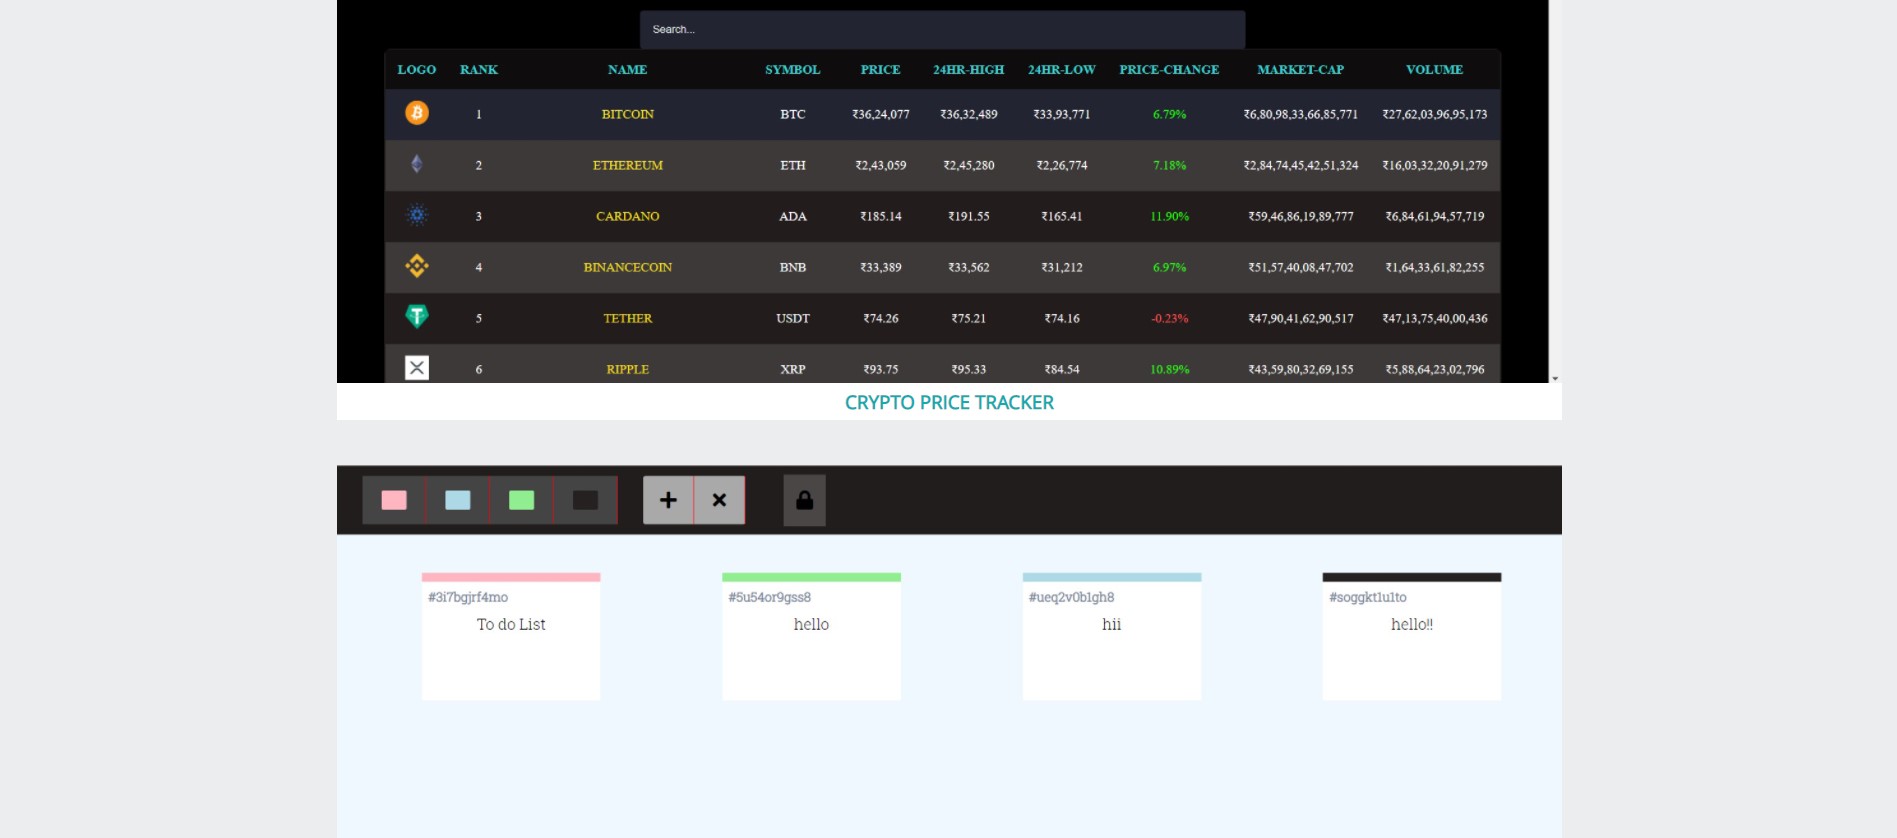 Search...
LOGO RANK NAME SYMBOL PRICE 24HR-HIGH 24HR-LOW PRICE-CHANGE MARKET-CAP VOLUME
1 BITCOIN BTC ₹36,24,077 ₹36,32,489 ₹33,93,771 6.79% ₹6,80,98,33,66,85,771 ₹27,62,03,96,95,173
2 ETHEREUM ETH ₹2,43,059 ₹2,45,280 ₹2,26,774 7.18% ₹2,84,74,45,42,51,324 ₹16,03,32,20,91,279
3 CARDANO ADA ₹185.14 ₹191.55 ₹165.41 11.90% ₹59,46,86,19,89,777 ₹6,84,61,94,57,719
4 BINANCECOIN BNB ₹33,389 ₹33,562 ₹31,212 6.97% ₹51,57,40,08,47,702 ₹1,64,33,61,82,255
5 TETHER USDT ₹74.26 ₹75.21 ₹74.16 -0.23% ₹47,90,41,62,90,517 ₹47,13,75,40,00,436
6 RIPPLE XRP ₹93.75 ₹95.33 ₹84.54 10.89% ₹43,59,80,32,69,155 ₹5,88,64,23,02,796
CRYPTO PRICE TRACKER
#3i7bgjrf4mo #5u54or9gss8 #ueq2v0b1gh8 #soggkt1u1to
To do List hello hii hello!!